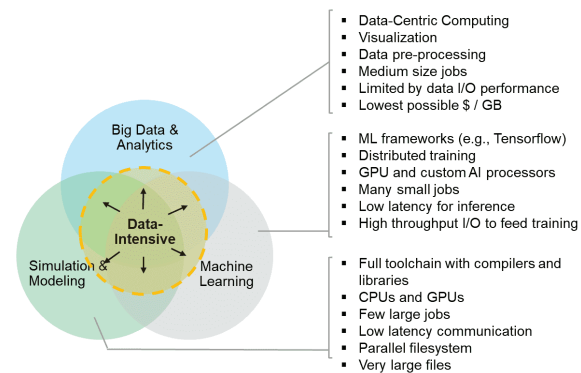 Big Data &
Analytics
Data-
Intensive
Simulation &
Modeling
Machine
Learning
▪ Data-Centric Computing
▪ Visualization
▪ Data pre-processing
▪ Medium size jobs
▪ Limited by data I/O performance
▪ Lowest possible $ / GB
▪ ML frameworks (e.g., Tensorflow)
▪ Distributed training
▪ GPU and custom AI processors
▪ Many small jobs
▪ Low latency for inference
▪ High throughput I/O to feed training
▪ Full toolchain with compilers and
libraries
▪ CPUs and GPUs
▪ Few large jobs
▪ Low latency communication
▪ Parallel filesystem
▪ Very large files